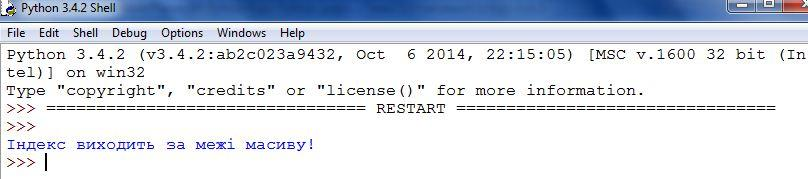 Python 3.4.2 Shell
File Edit Shell Debug Options Windows Help
Python 3.4.2 (v3.4.2:ab2c023a9432, Oct  6 2014, 22:15:05) [MSC v.1600 32 bit (In
tel)] on win32
Type "copyright", "credits" or "license()" for more information.
>>> ================================ RESTART ================================
>>>
Індекс виходить за межі масиву!
>>>